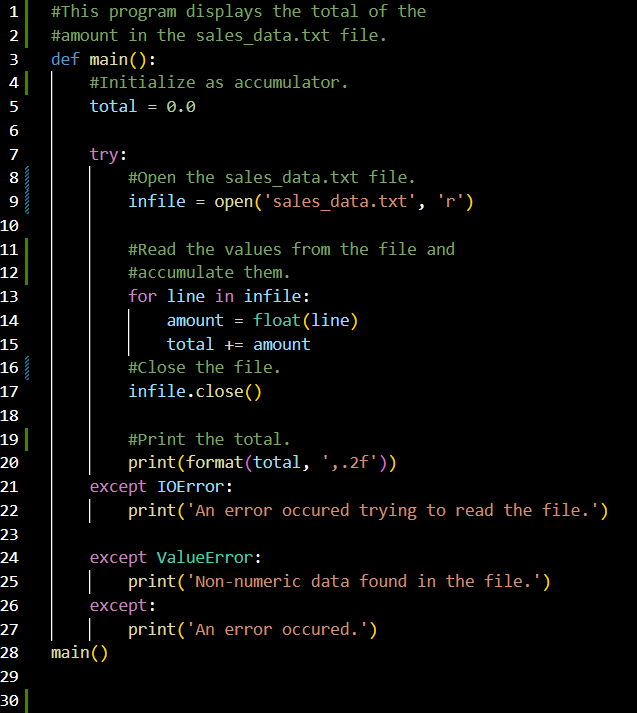 1 #This program displays the total of the
2 #amount in the sales_data.txt file.
3 def main():
4     #Initialize as accumulator.
5     total = 0.0
6
7     try:
8         #Open the sales_data.txt file.
9         infile = open('sales_data.txt', 'r')
10
11         #Read the values from the file and
12         #accumulate them.
13         for line in infile:
14             amount = float(line)
15             total += amount
16         #Close the file.
17         infile.close()
18
19         #Print the total.
20         print(format(total, ',.2f'))
21     except IOError:
22         print('An error occured trying to read the file.')
23
24     except ValueError:
25         print('Non-numeric data found in the file.')
26     except:
27         print('An error occured.')
28 main()
29
30